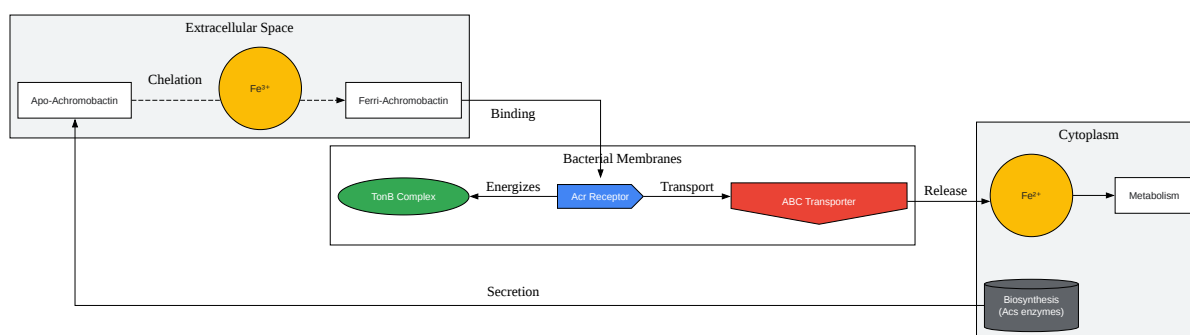 Extracellular Space
Chelation
Apo-Achromobactin
Fe³⁺
Ferri-Achromobactin
Binding
Bacterial Membranes
TonB Complex
Energizes
Acr Receptor
Transport
ABC Transporter
Release
Cytoplasm
Fe²⁺
Metabolism
Secretion
Biosynthesis
(Acs enzymes)